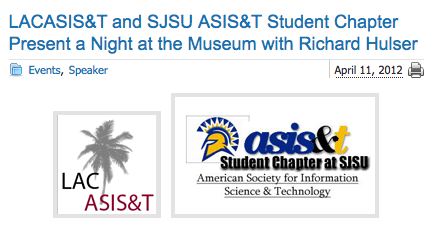 LACASIS&T and SJSU ASIS&T Student Chapter
Present a Night at the Museum with Richard Hulser
Events, Speaker
April 11, 2012
LAC
ASIS&T
asis&t
Student Chapter at SJSU
American Society for Information
Science & Technology